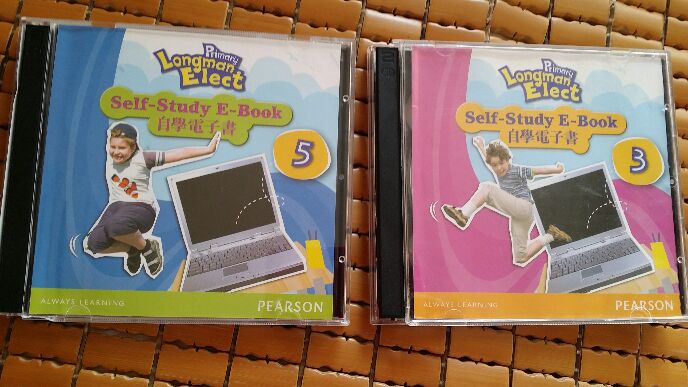 Primary
Longman
Elect
Self-Study E-Book
自學電子書
5
ALWAYS LEARNING
PEARSON
Primary
Longman
Elect
Self-Study E-Book
自學電子書
3
ALWAYS LEARNING
PEARSON